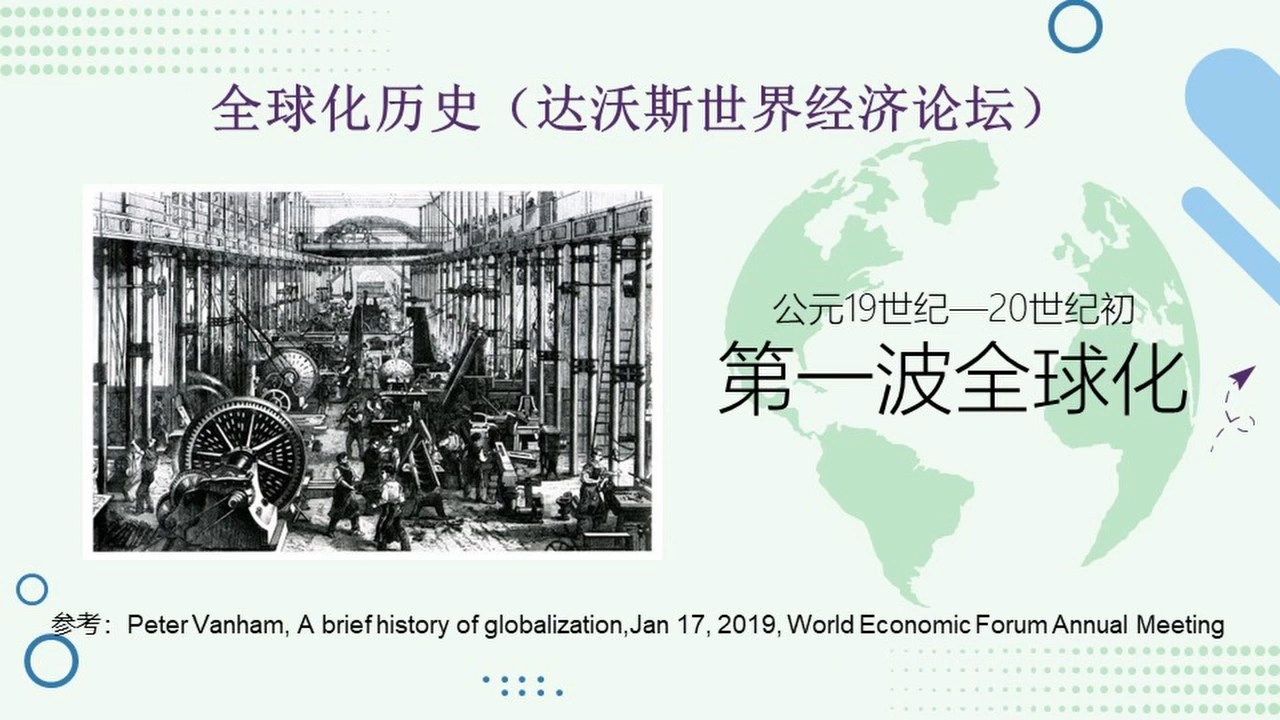 全球化历史（达沃斯世界经济论坛）
公元19世纪—20世纪初
第一波全球化
参考：Peter Vanham, A brief history of globalization,Jan 17, 2019, World Economic Forum Annual Meeting